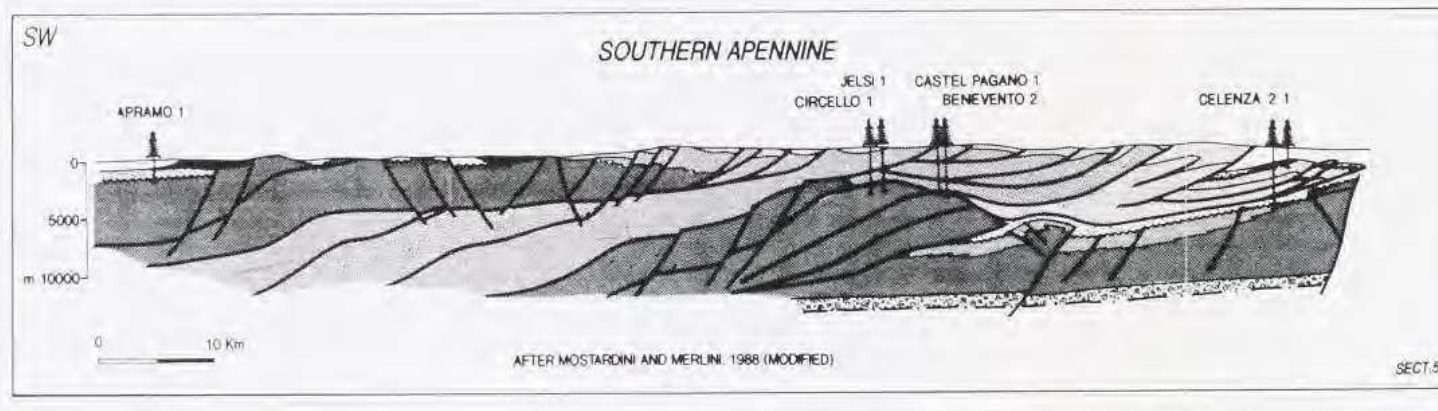 SW
SOUTHERN APENNINE
JELSI 1 CASTEL PAGANO 1
APRAMO 1 CIRCELLO 1 BENEVENTO 2 CELENZA 2 1
0
5000
m 10000
0 10 Km
AFTER MOSTARDINI AND MERLINI. 1988 (MODIFIED)
SECT.5